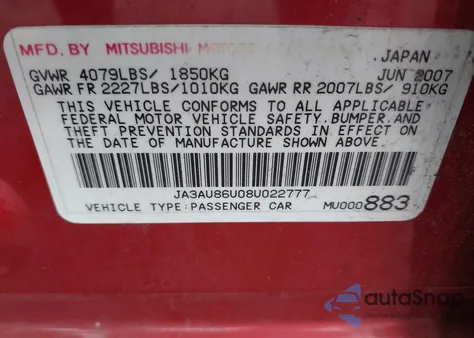 MFD. BY MITSUBISHI MOTORS
JAPAN
GVWR 4079LBS/ 1850KG JUN 2007
GAWR FR 2227LBS/1010KG GAWR RR 2007LBS/ 910KG
THIS VEHICLE CONFORMS TO ALL APPLICABLE
FEDERAL MOTOR VEHICLE SAFETY, BUMPER, AND
THEFT PREVENTION STANDARDS IN EFFECT ON
THE DATE OF MANUFACTURE SHOWN ABOVE.
JA3AU86U08U022777
VEHICLE TYPE:PASSENGER CAR MU000883
autoSnap